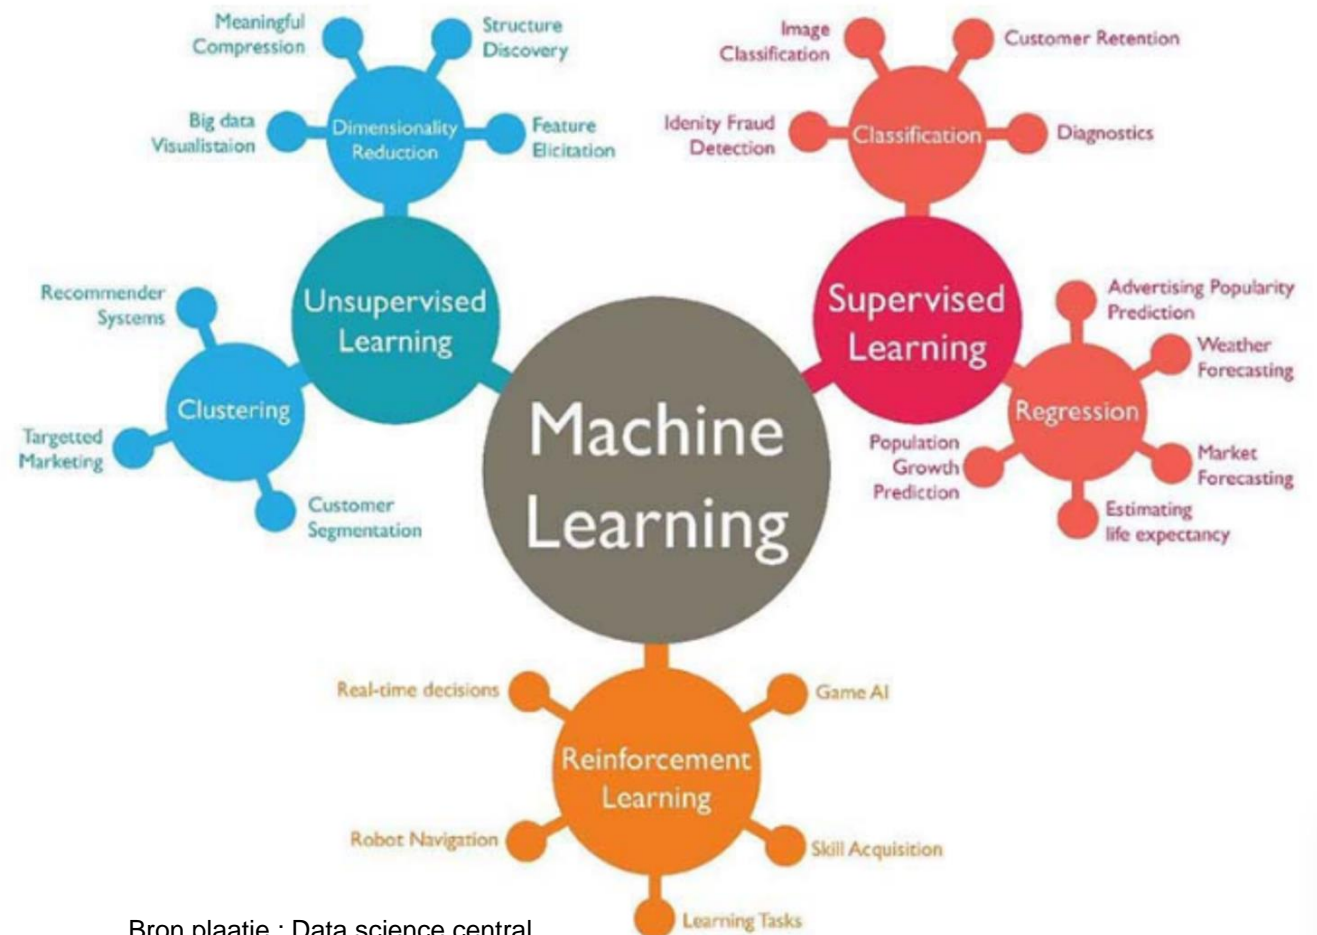 Meaningful
Compression
Structure
Discovery
Big data
Visualistaion
Dimensionality
Reduction
Feature
Elicitation
Image
Classification
Customer Retention
Idenity Fraud
Detection
Classification
Diagnostics
Recommender
Systems
Unsupervised
Learning
Clustering
Targetted
Marketing
Customer
Segmentation
Machine
Learning
Supervised
Learning
Advertising Popularity
Prediction
Weather
Forecasting
Regression
Population
Growth
Prediction
Market
Forecasting
Estimating
life expectancy
Real-time decisions
Game AI
Reinforcement
Learning
Robot Navigation
Skill Acquisition
Learning Tasks
Bron plaatje : Data science central